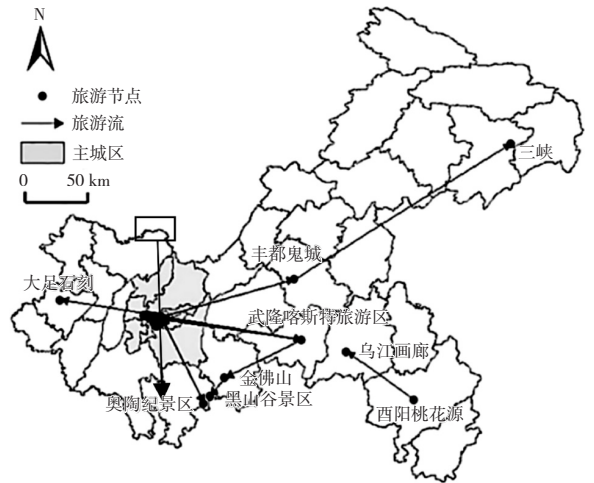 N
旅游节点
旅游流
主城区
0 50 km
三峡
丰都鬼城
大足石刻
武隆喀斯特旅游区
乌江画廊
金佛山
黑山谷景区
奥陶纪景区
酉阳桃花源